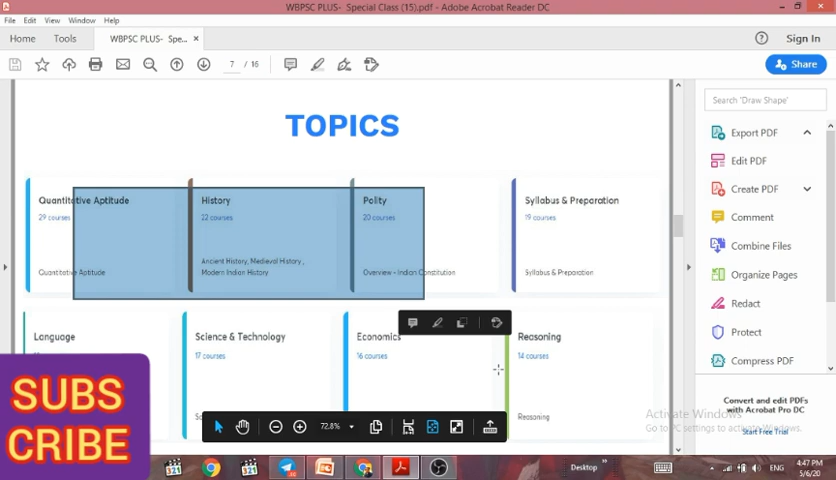 WBPSC PLUS- Special Class (15).pdf - Adobe Acrobat Reader DC
File Edit View Window Help
Home Tools WBPSC PLUS- Spe... ×
Sign In
7 / 16
Share
TOPICS
Search 'Draw Shape'
Export PDF
Edit PDF
Create PDF
Comment
Combine Files
Organize Pages
Redact
Protect
Compress PDF
Convert and edit PDFs
with Acrobat Pro DC
Start Free Trial
Quantitative Aptitude
29 courses
Quantitative Aptitude
History
22 courses
Ancient History, Medieval History ,
Modern Indian History
Polity
20 courses
Overview - Indian Constitution
Syllabus & Preparation
19 courses
Syllabus & Preparation
Language
Science & Technology
17 courses
Economics
16 courses
Reasoning
14 courses
Reasoning
72.8%
SUBS
CRIBE
Activate Windows
Go to PC settings to activate Windows.
321
321
Desktop
ENG
4:47 PM
5/6/20